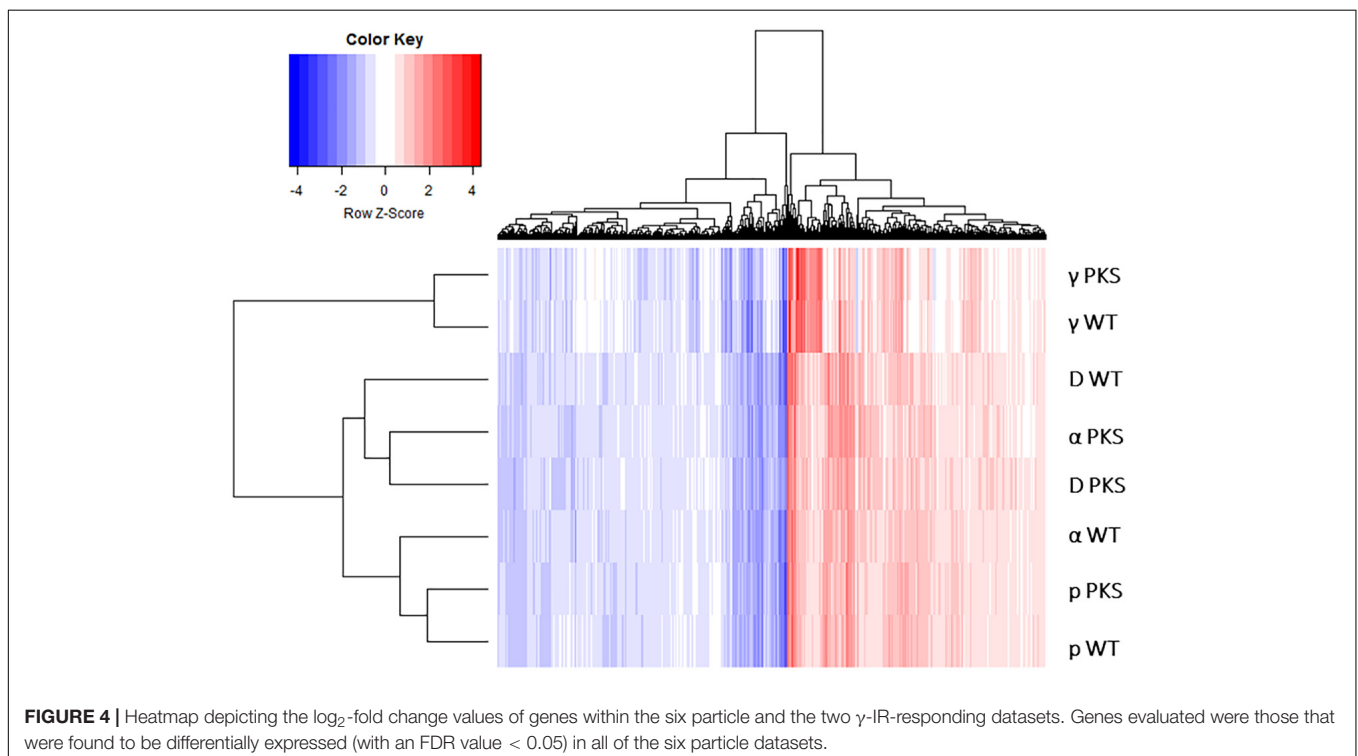 Color Key
-4 -2 0 2 4
Row Z-Score
γ PKS
γ WT
D WT
α PKS
D PKS
α WT
p PKS
p WT
FIGURE 4 | Heatmap depicting the log₂-fold change values of genes within the six particle and the two γ-IR-responding datasets. Genes evaluated were those that
were found to be differentially expressed (with an FDR value < 0.05) in all of the six particle datasets.